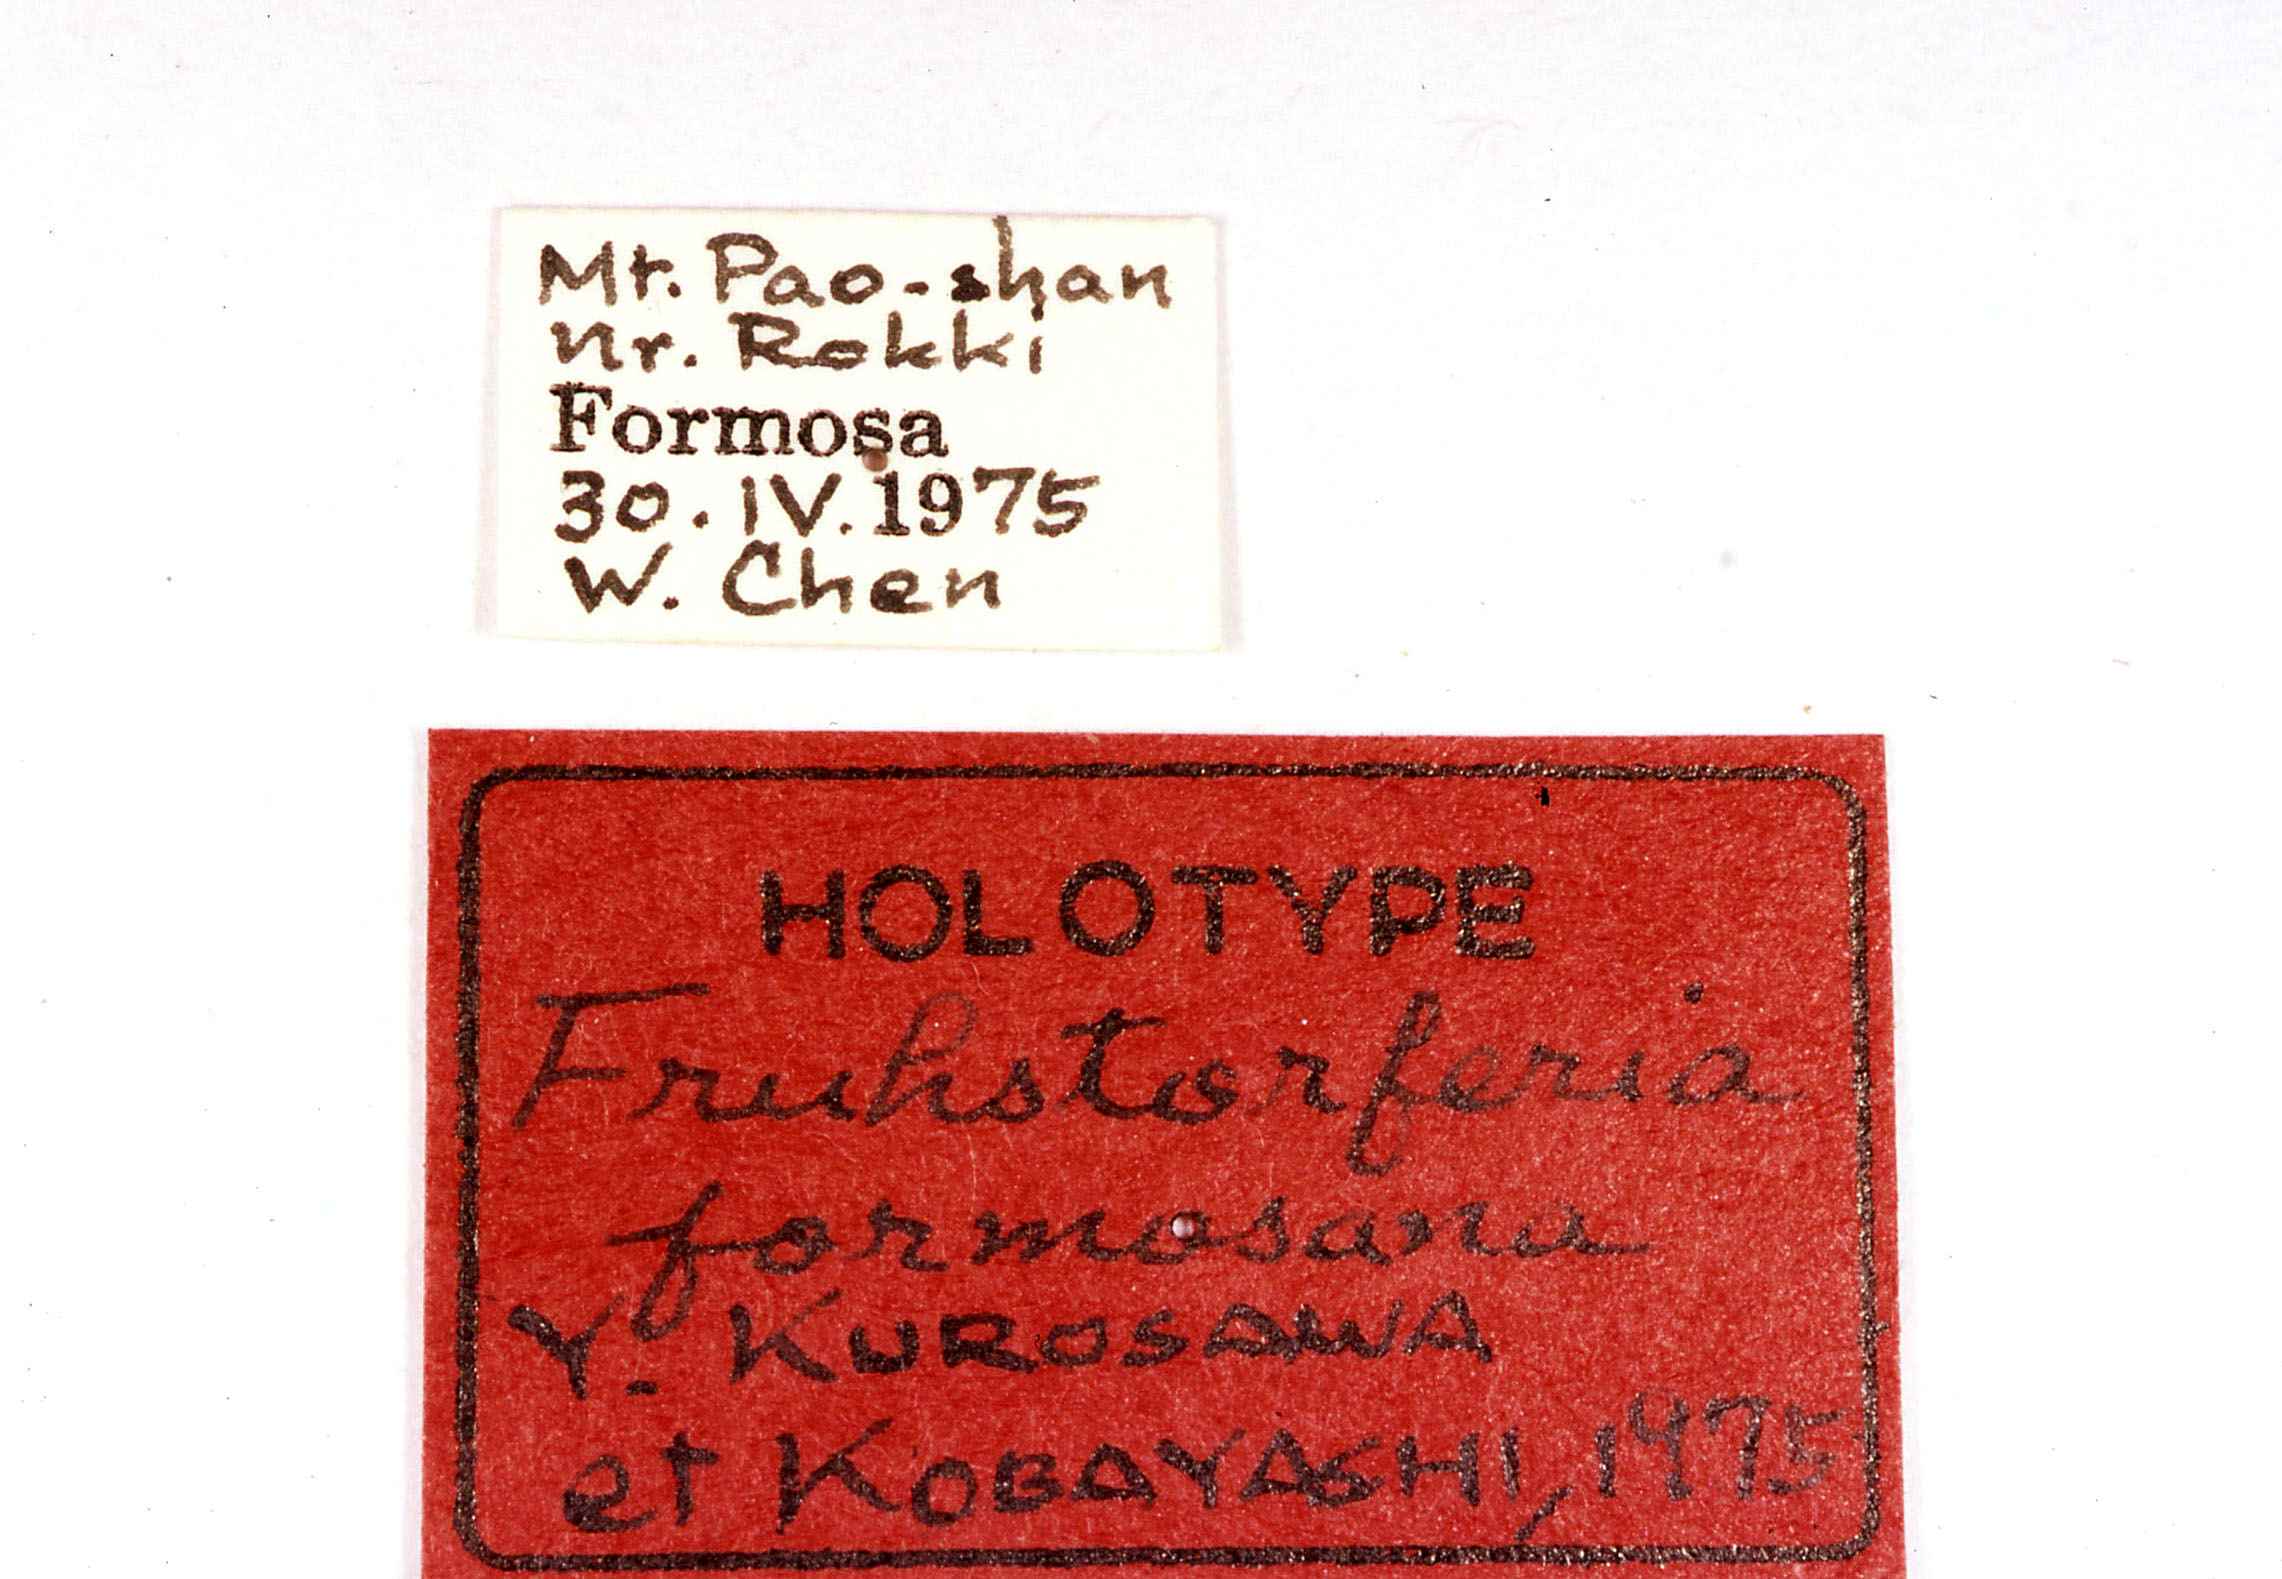 Mt. Pao-shan
nr. Rokki
Formosa
30. IV. 1975
W. Chen
HOLOTYPE
Fruhstorferia
formosana
Y. KUROSAWA
et KOBAYASHI, 1975